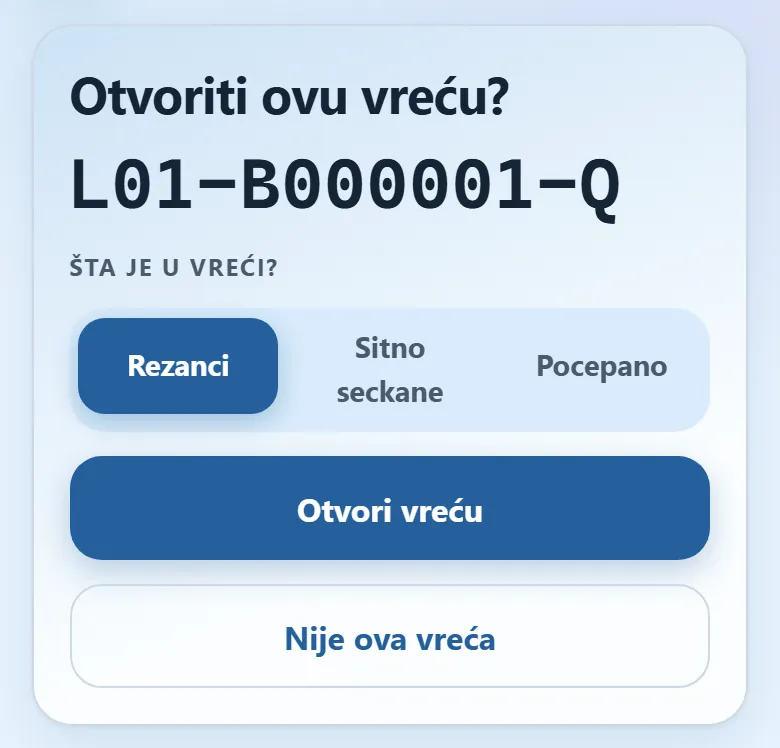 Otvoriti ovu vreću?
L01-B000001-Q
ŠTA JE U VREĆI?
Rezanci
Sitno
seckane
Pocepano
Otvori vreću
Nije ova vreća